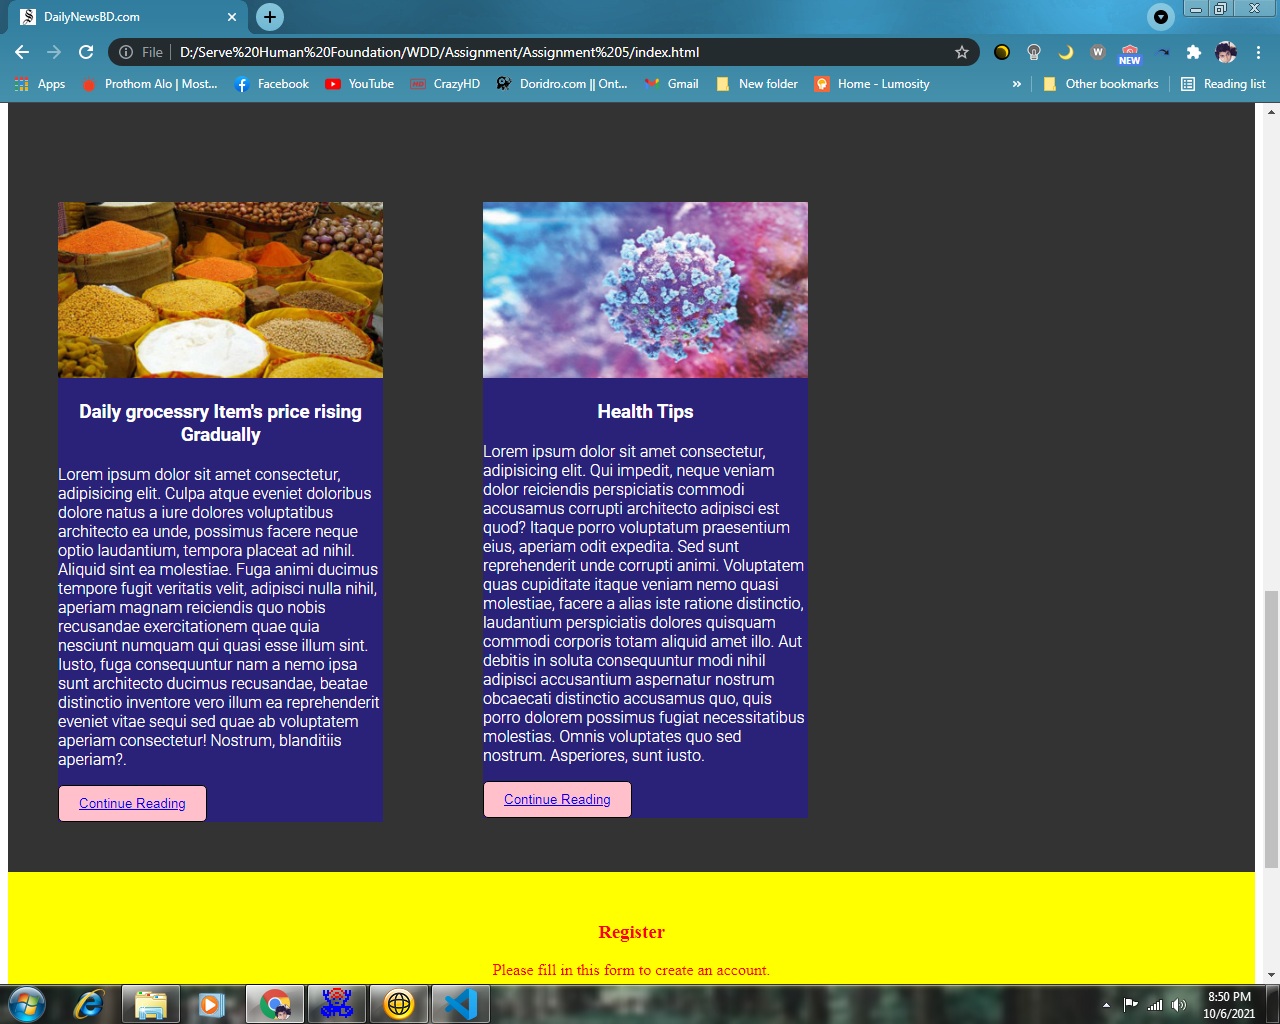 DailyNewsBD.com
File
D:/Serve%20Human%20Foundation/WDD/Assignment/Assignment%205/index.html
NEW
Apps
Prothom Alo | Most...
Facebook
YouTube
CrazyHD
Doridro.com || Ont...
Gmail
New folder
Home - Lumosity
»
Other bookmarks
Reading list
Daily grocessry Item's price rising
Gradually
Lorem ipsum dolor sit amet consectetur,
adipisicing elit. Culpa atque eveniet doloribus
dolore natus a iure dolores voluptatibus
architecto ea unde, possimus facere neque
optio laudantium, tempora placeat ad nihil.
Aliquid sint ea molestiae. Fuga animi ducimus
tempore fugit veritatis velit, adipisci nulla nihil,
aperiam magnam reiciendis quo nobis
recusandae exercitationem quae quia
nesciunt numquam qui quasi esse illum sint.
Iusto, fuga consequuntur nam a nemo ipsa
sunt architecto ducimus recusandae, beatae
distinctio inventore vero illum ea reprehenderit
eveniet vitae sequi sed quae ab voluptatem
aperiam consectetur! Nostrum, blanditiis
aperiam?.
Continue Reading
Health Tips
Lorem ipsum dolor sit amet consectetur,
adipisicing elit. Qui impedit, neque veniam
dolor reiciendis perspiciatis commodi
accusamus corrupti architecto adipisci est
quod? Itaque porro voluptatum praesentium
eius, aperiam odit expedita. Sed sunt
reprehenderit unde corrupti animi. Voluptatem
quas cupiditate itaque veniam nemo quasi
molestiae, facere a alias iste ratione distinctio,
laudantium perspiciatis dolores quisquam
commodi corporis totam aliquid amet illo. Aut
debitis in soluta consequuntur modi nihil
adipisci accusantium aspernatur nostrum
obcaecati distinctio accusamus quo, quis
porro dolorem possimus fugiat necessitatibus
molestias. Omnis voluptates quo sed
nostrum. Asperiores, sunt iusto.
Continue Reading
Register
Please fill in this form to create an account.
8:50 PM
10/6/2021